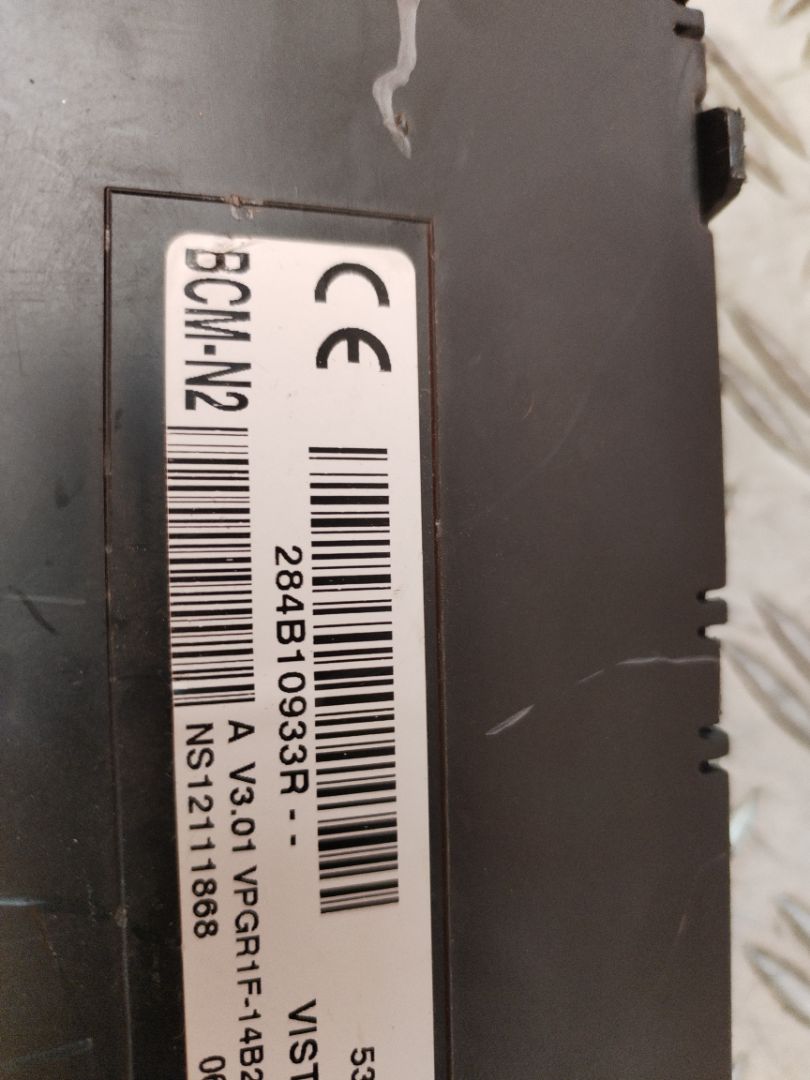 CE
53
284B10933R--
VIST
BCM-N2
A V3.01 VPGR1F-14B2
NS12111868
06